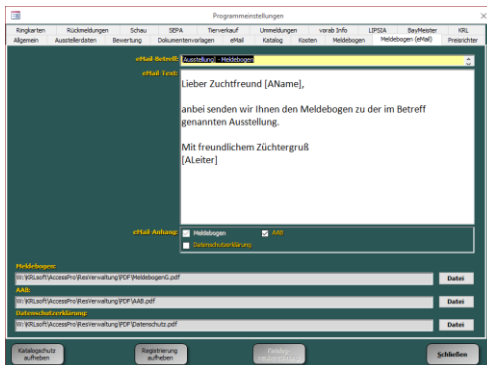 Programmeinstellungen
Ringkarten Rückmeldungen Schau SEPA Tierverkauf Ummeldungen vorab Info LIPSIA BayMeister KRL
Allgemein Ausstellerdaten Bewertung Dokumentenvorlagen eMail Katalog Kosten Meldebogen Meldebogen (eMail) Preisrichter
eMail-Betreff: [Ausstellung] - Meldebogen
eMail-Text:
Lieber Zuchtfreund [AName],
anbei senden wir Ihnen den Meldebogen zu der im Betreff
genannten Ausstellung.
Mit freundlichem Züchtergruß
[ALeiter]
eMail-Anhang: Meldebogen AAB
Datenschutzerklärung
Meldebogen:
W:\KRLsoft\AccessPro\ResVerwaltung\PDF\MeldebogenG.pdf Datei
AAB:
W:\KRLsoft\AccessPro\ResVerwaltung\PDF\AAB.pdf Datei
Datenschutzerklärung:
W:\KRLsoft\AccessPro\ResVerwaltung\PDF\Datenschutz.pdf Datei
Katalogschutz
aufheben
Registrierung
aufheben
Schließen